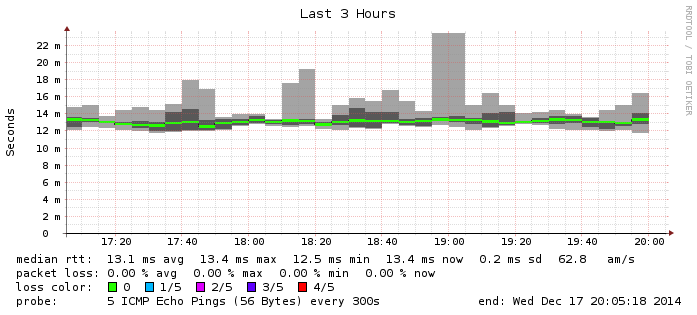 Last 3 Hours
RRDTOOL / TOBI OETIKER
Seconds
22 m
20 m
18 m
16 m
14 m
12 m
10 m
8 m
6 m
4 m
2 m
0
17:20 17:40 18:00 18:20 18:40 19:00 19:20 19:40 20:00
median rtt: 13.1 ms avg 13.4 ms max 12.5 ms min 13.4 ms now 0.2 ms sd 62.8 am/s
packet loss: 0.00 % avg 0.00 % max 0.00 % min 0.00 % now
loss color: 0 1/5 2/5 3/5 4/5
probe: 5 ICMP Echo Pings (56 Bytes) every 300s end: Wed Dec 17 20:05:18 2014